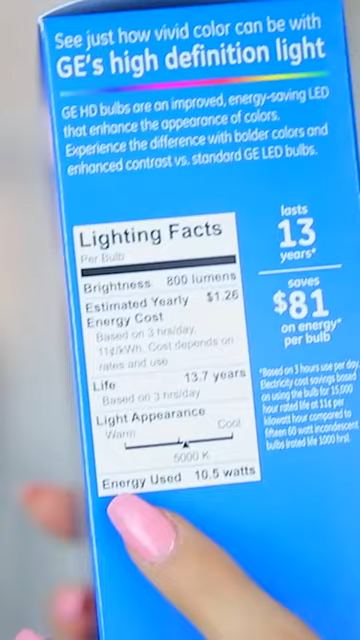 See just how vivid color can be with
GE's high definition light
GE HD bulbs are an improved, energy-saving LED
that enhance the appearance of colors.
Experience the difference with bolder colors and
enhanced contrast vs. standard GE LED bulbs.
Lighting Facts
Per Bulb
Brightness 800 lumens
Estimated Yearly $1.26
Energy Cost
Based on 3 hrs/day,
11¢/kWh. Cost depends on
rates and use
Life 13.7 years
Based on 3 hrs/day
Light Appearance
Warm Cool
5000 K
Energy Used 10.5 watts
lasts
13
years*
saves
$81
on energy*
per bulb
*Based on 3 hours use per day.
Electricity cost savings based
on using the bulb for 15,000
hour rated life at 11¢ per
kilowatt hour compared to
fifteen 60 watt incandescent
bulbs (rated life 1000 hrs).